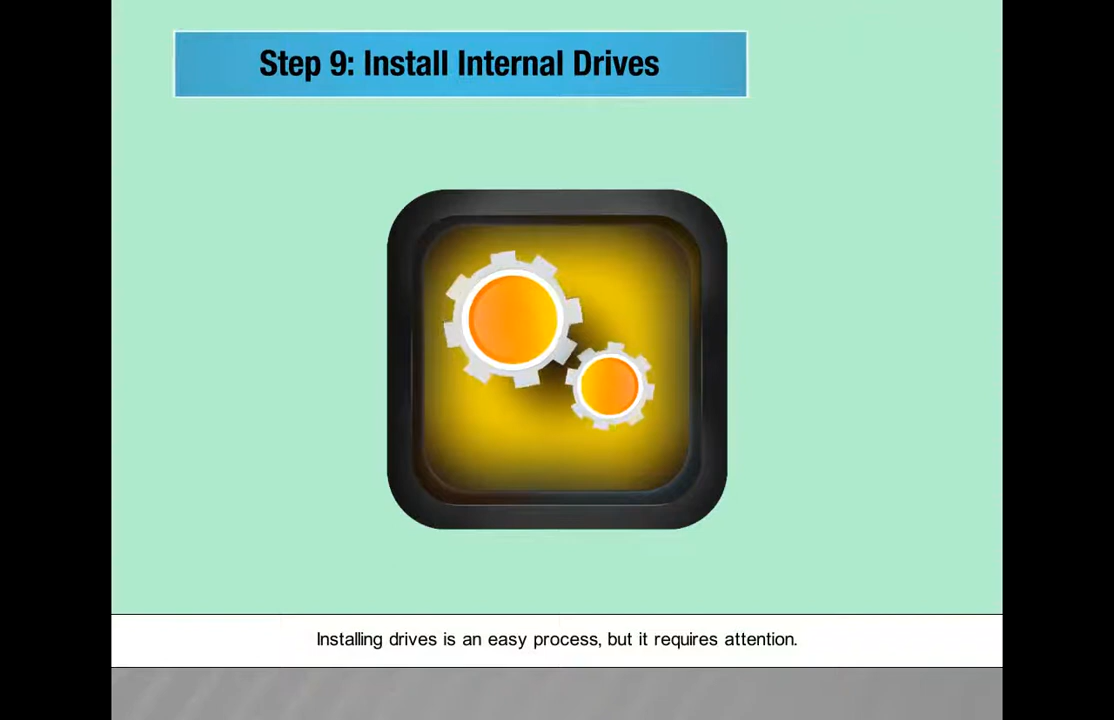 Step 9: Install Internal Drives
Installing drives is an easy process, but it requires attention.